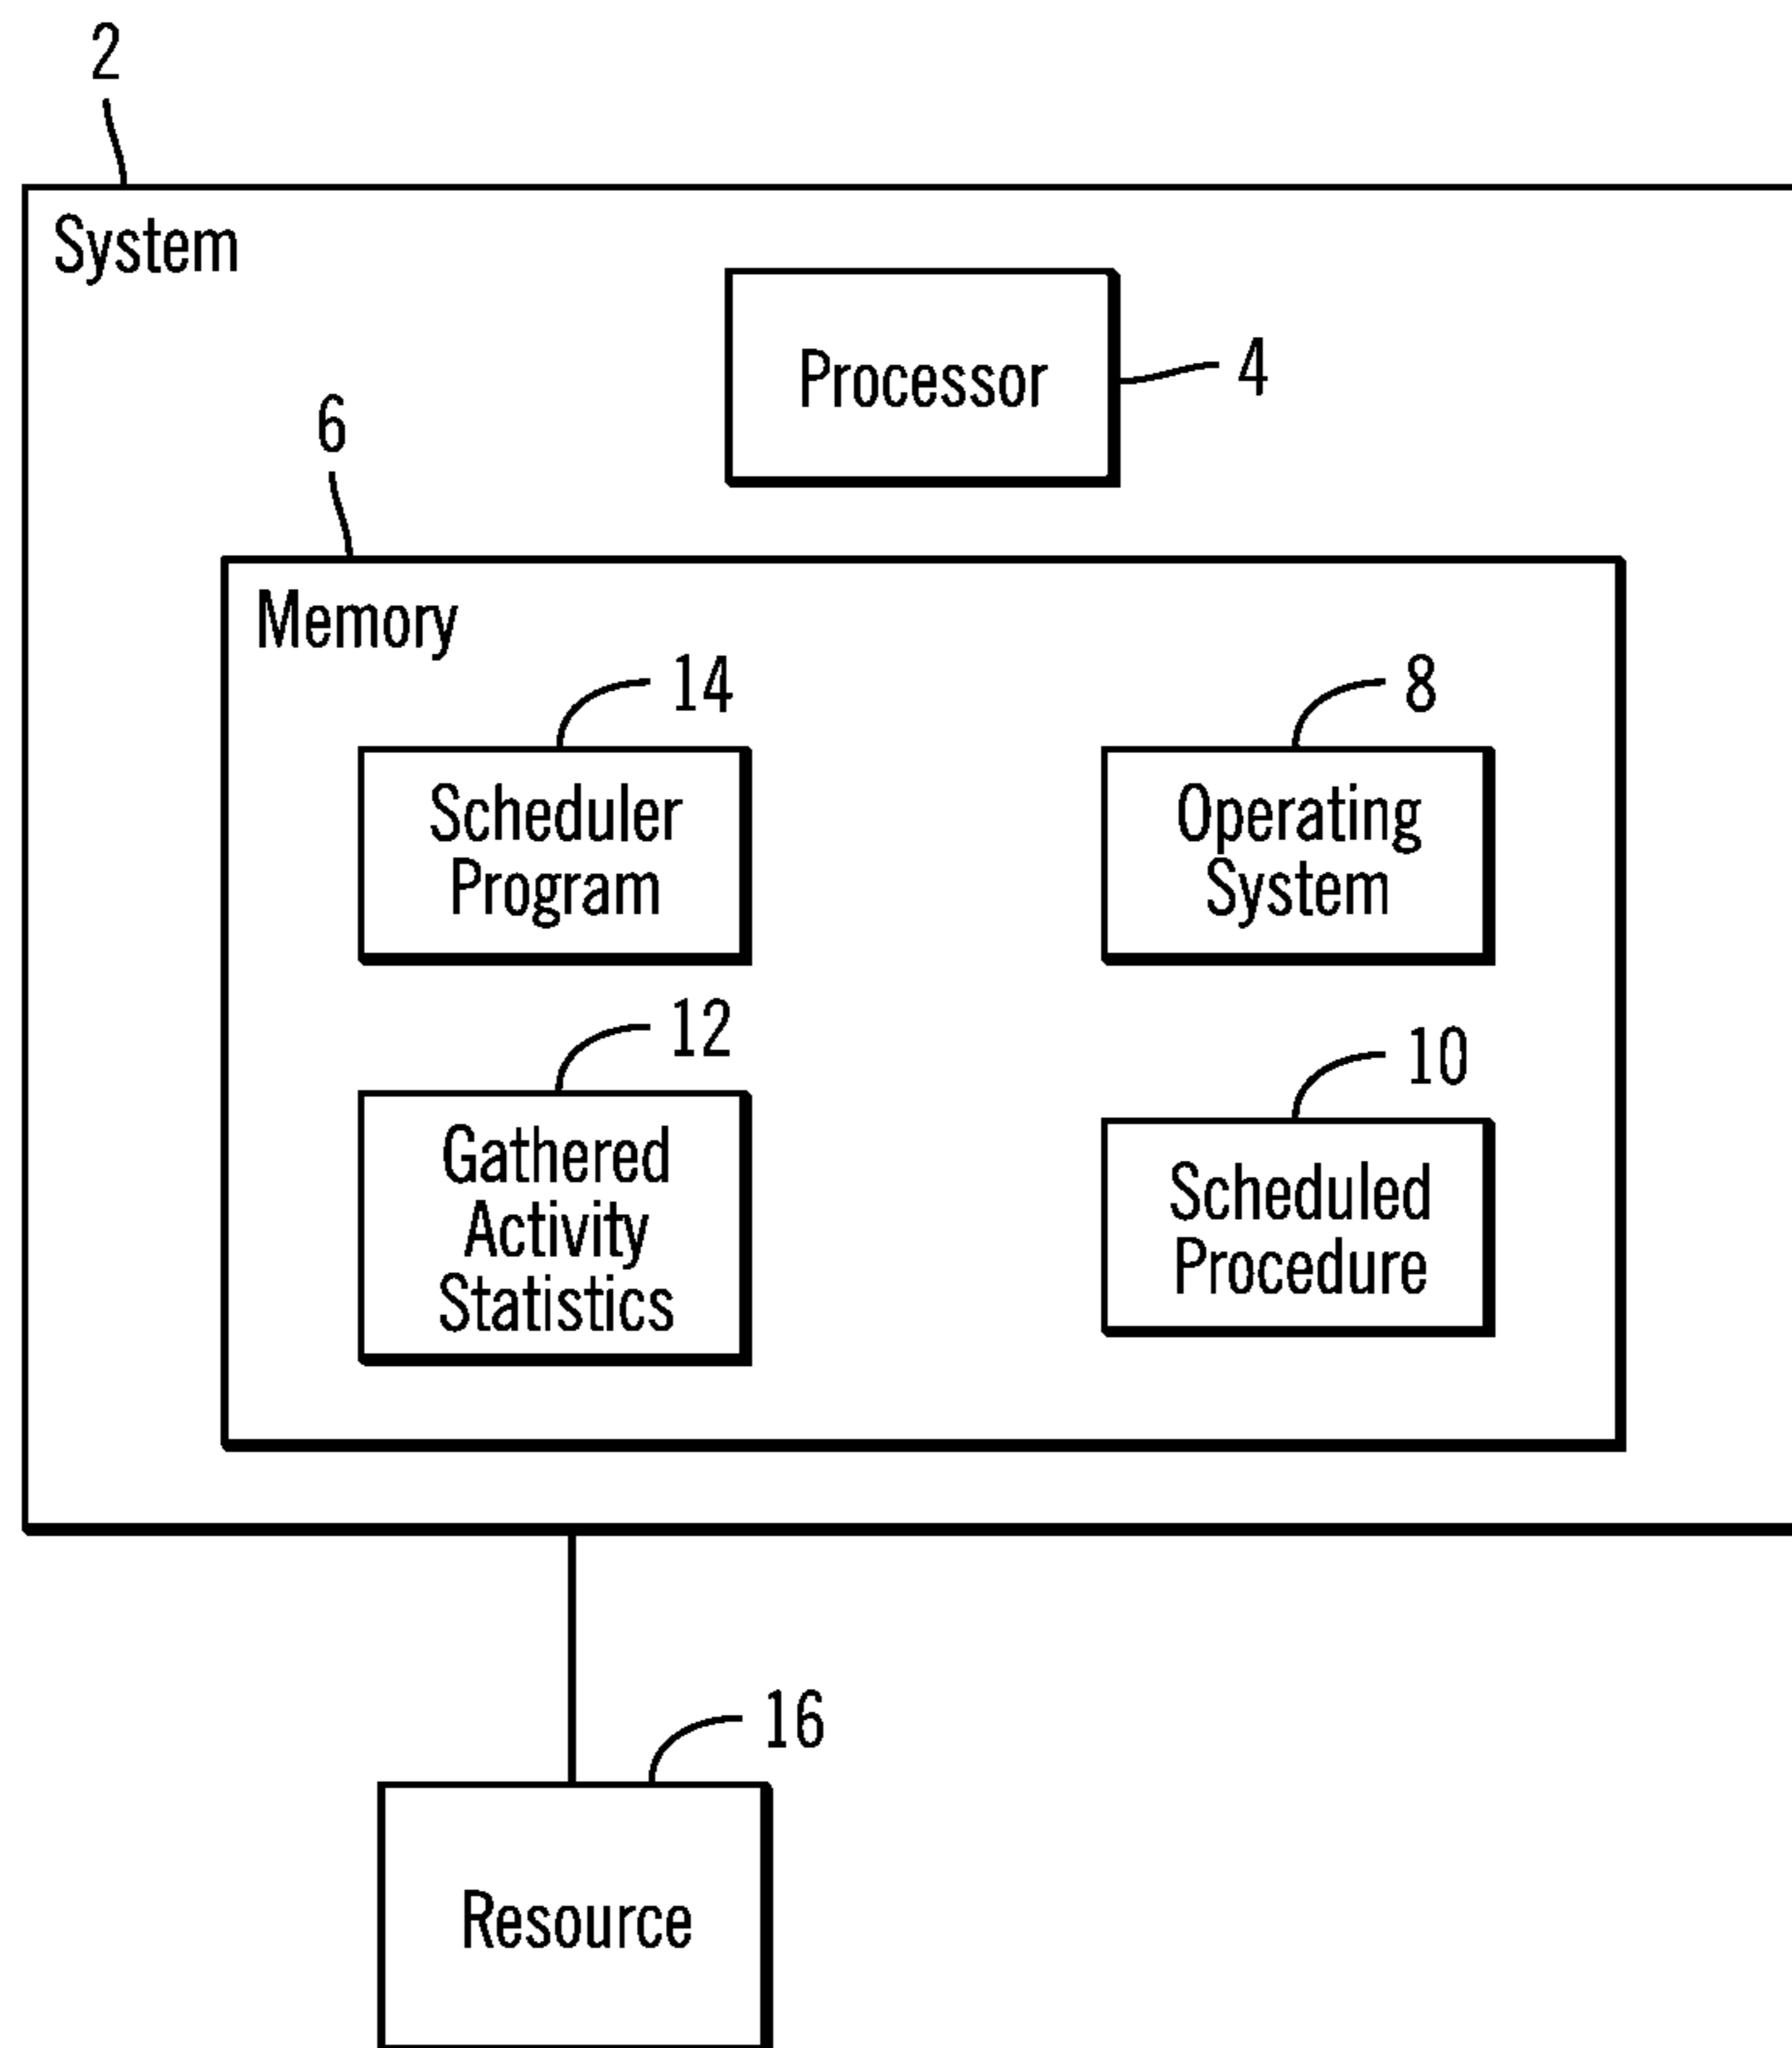 2
System
Processor
4
6
Memory
14
8
Scheduler
Program
Operating
System
12
10
Gathered
Activity
Statistics
Scheduled
Procedure
16
Resource